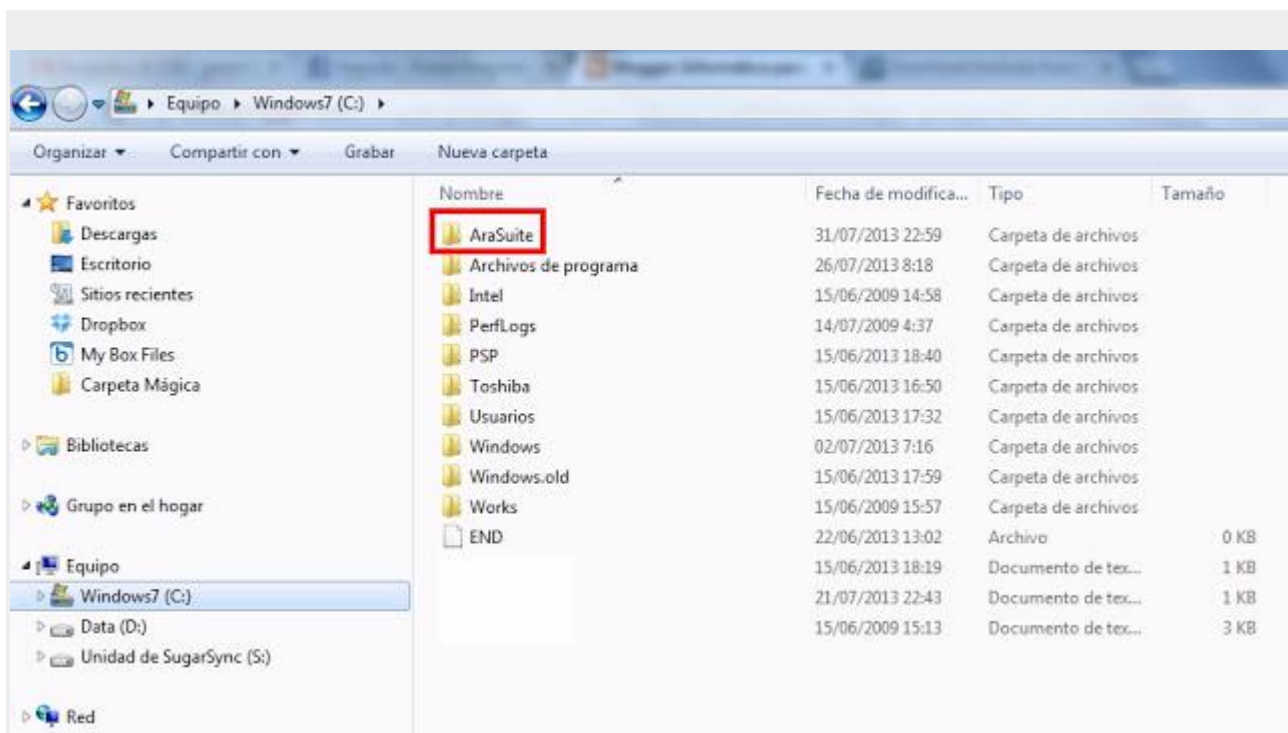 Equipo Windows7 (C:)
Organizar Compartir con Grabar Nueva carpeta
Favoritos
Descargas
Escritorio
Sitios recientes
Dropbox
My Box Files
Carpeta Mágica
Bibliotecas
Grupo en el hogar
Equipo
Windows7 (C:)
Data (D:)
Unidad de SugarSync (S:)
Red
Nombre Fecha de modifica... Tipo Tamaño
AraSuite 31/07/2013 22:59 Carpeta de archivos
Archivos de programa 26/07/2013 8:18 Carpeta de archivos
Intel 15/06/2009 14:58 Carpeta de archivos
PerfLogs 14/07/2009 4:37 Carpeta de archivos
PSP 15/06/2013 18:40 Carpeta de archivos
Toshiba 15/06/2013 16:50 Carpeta de archivos
Usuarios 15/06/2013 17:32 Carpeta de archivos
Windows 02/07/2013 7:16 Carpeta de archivos
Windows.old 15/06/2013 17:59 Carpeta de archivos
Works 15/06/2009 15:57 Carpeta de archivos
END 22/06/2013 13:02 Archivo 0 KB
15/06/2013 18:19 Documento de tex... 1 KB
21/07/2013 22:43 Documento de tex... 1 KB
15/06/2009 15:13 Documento de tex... 3 KB